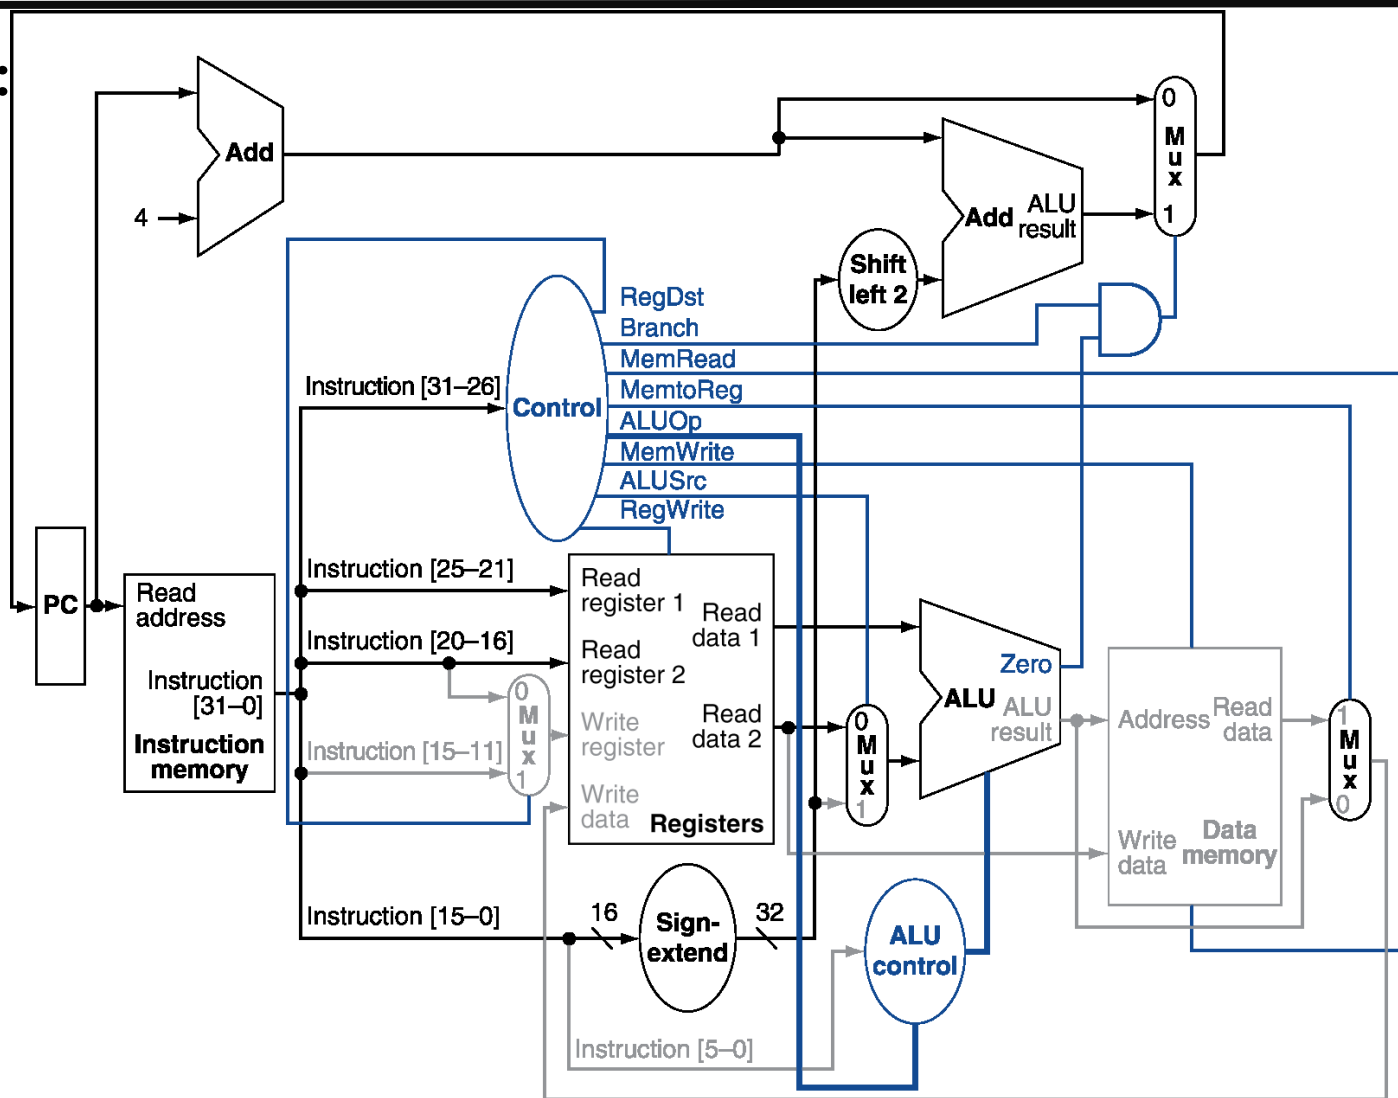 :
Add
4
0
M
u
x
1
Add
ALU
result
Shift
left 2
RegDst
Branch
MemRead
MemtoReg
ALUOp
MemWrite
ALUSrc
RegWrite
Instruction [31–26]
Control
PC
Read
address
Instruction
[31–0]
Instruction
memory
Instruction [25–21]
Instruction [20–16]
Instruction [15–11]
0
M
u
x
1
Read
register 1
Read
register 2
Write
register
Write
data
Read
data 1
Read
data 2
Registers
0
M
u
x
1
Zero
ALU
ALU
result
Address
Read
data
Write
data
Data
memory
1
M
u
x
0
Instruction [15–0]
16
Sign-
extend
32
ALU
control
Instruction [5–0]